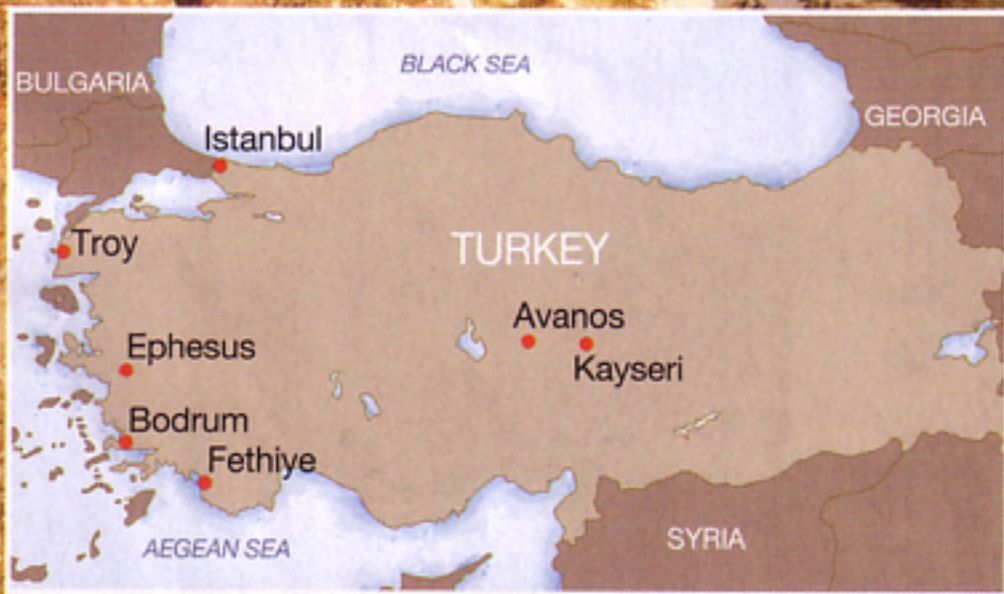 BLACK SEA
BULGARIA
GEORGIA
Istanbul
Troy
TURKEY
Avanos
Ephesus
Kayseri
Bodrum
Fethiye
SYRIA
AEGEAN SEA